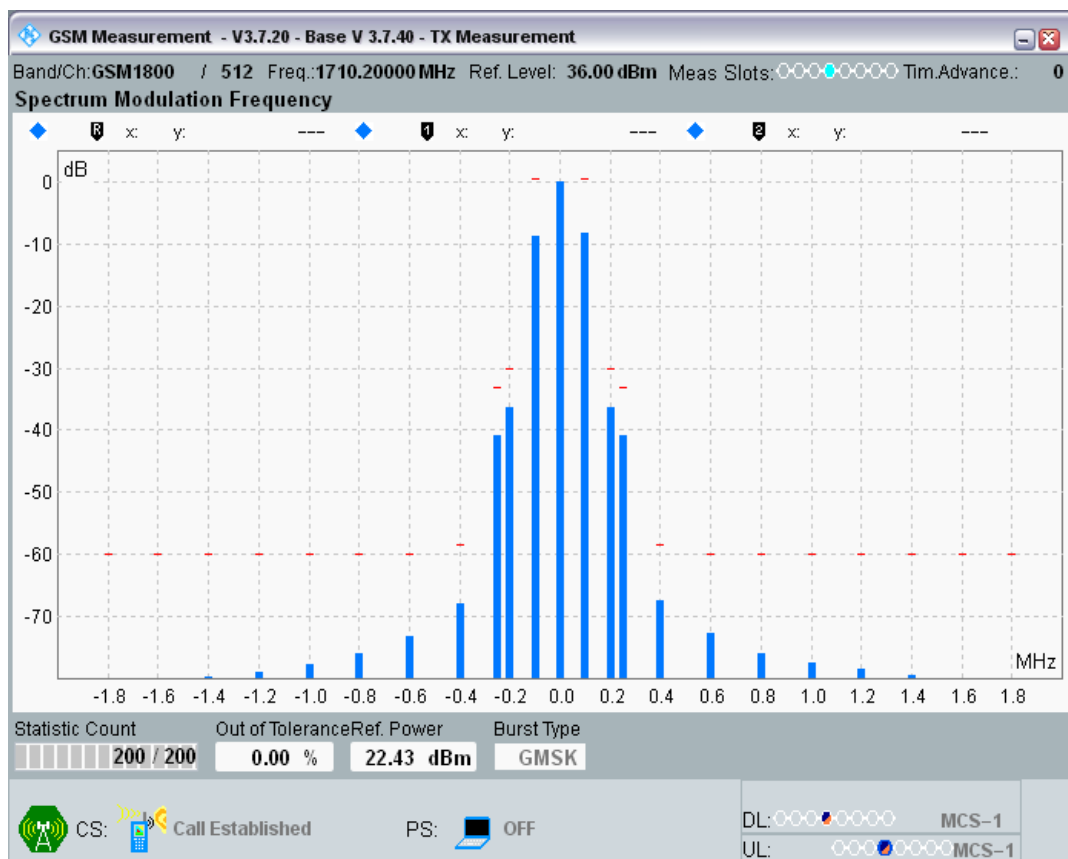 GSM Measurement - V3.7.20 - Base V 3.7.40 - TX Measurement
Band/Ch:GSM1800 / 512 Freq.:1710.20000 MHz Ref. Level: 36.00 dBm Meas Slots: Tim.Advance.: 0
Spectrum Modulation Frequency
R x: y: --- 1 x: y: --- 2 x: y: ---
dB
0
-10
-20
-30
-40
-50
-60
-70
MHz
-1.8 -1.6 -1.4 -1.2 -1.0 -0.8 -0.6 -0.4 -0.2 0.0 0.2 0.4 0.6 0.8 1.0 1.2 1.4 1.6 1.8
Statistic Count Out of Tolerance Ref. Power Burst Type
200 / 200 0.00 % 22.43 dBm GMSK
CS: Call Established PS: OFF
DL: MCS-1
UL: MCS-1